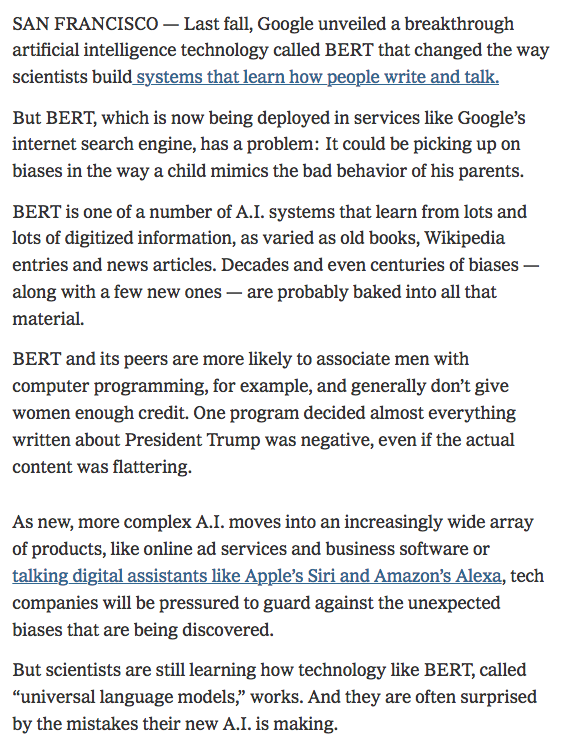 SAN FRANCISCO — Last fall, Google unveiled a breakthrough
artificial intelligence technology called BERT that changed the way
scientists build systems that learn how people write and talk.
But BERT, which is now being deployed in services like Google’s
internet search engine, has a problem: It could be picking up on
biases in the way a child mimics the bad behavior of his parents.
BERT is one of a number of A.I. systems that learn from lots and
lots of digitized information, as varied as old books, Wikipedia
entries and news articles. Decades and even centuries of biases —
along with a few new ones — are probably baked into all that
material.
BERT and its peers are more likely to associate men with
computer programming, for example, and generally don’t give
women enough credit. One program decided almost everything
written about President Trump was negative, even if the actual
content was flattering.
As new, more complex A.I. moves into an increasingly wide array
of products, like online ad services and business software or
talking digital assistants like Apple’s Siri and Amazon’s Alexa, tech
companies will be pressured to guard against the unexpected
biases that are being discovered.
But scientists are still learning how technology like BERT, called
“universal language models,” works. And they are often surprised
by the mistakes their new A.I. is making.